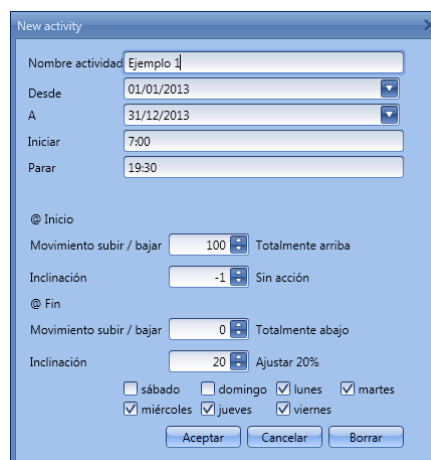 New activity
Nombre actividad Ejemplo 1
Desde 01/01/2013
A 31/12/2013
Iniciar 7:00
Parar 19:30
@ Inicio
Movimiento subir / bajar 100 Totalmente arriba
Inclinación -1 Sin acción
@ Fin
Movimiento subir / bajar 0 Totalmente abajo
Inclinación 20 Ajustar 20%
sábado domingo lunes martes
miércoles jueves viernes
Aceptar Cancelar Borrar